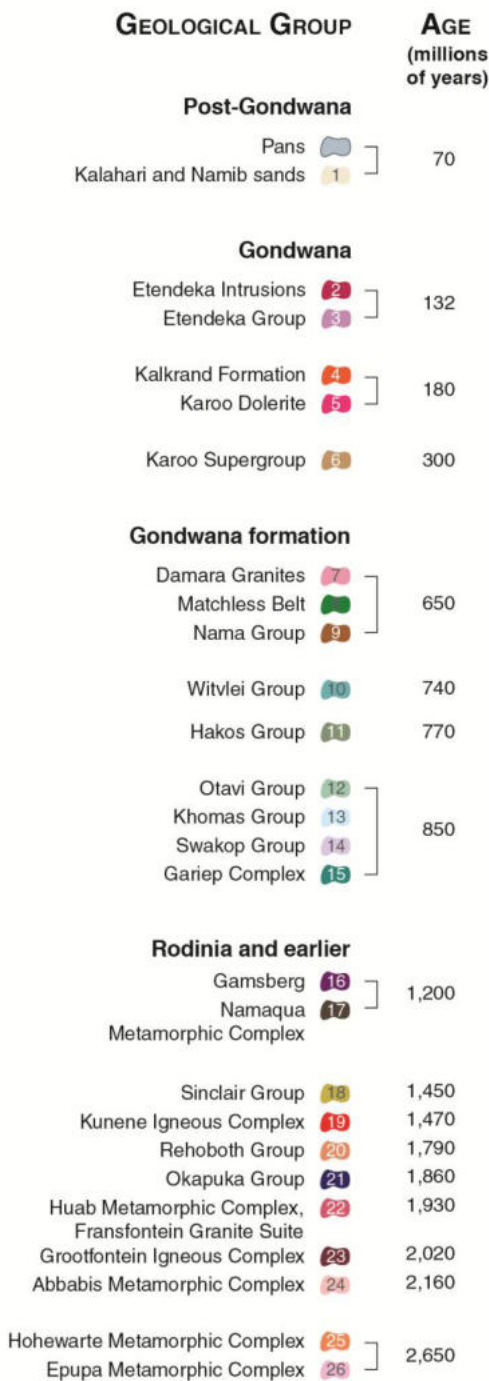 GEOLOGICAL GROUP AGE
(millions
of years)
Post-Gondwana
Pans
Kalahari and Namib sands 1
70
Gondwana
Etendeka Intrusions 2
Etendeka Group 3
132
Kalkrand Formation 4
Karoo Dolerite 5
180
Karoo Supergroup 6 300
Gondwana formation
Damara Granites 7
Matchless Belt
Nama Group 9
650
Witvlei Group 10 740
Hakos Group 11 770
Otavi Group 12
Khomas Group 13
Swakop Group 14
Gariep Complex 15
850
Rodinia and earlier
Gamsberg 16
Namaqua 17
Metamorphic Complex
1,200
Sinclair Group 18 1,450
Kunene Igneous Complex 19 1,470
Rehoboth Group 20 1,790
Okapuka Group 21 1,860
Huab Metamorphic Complex, 22 1,930
Fransfontein Granite Suite
Grootfontein Igneous Complex 23 2,020
Abbabis Metamorphic Complex 24 2,160
Hohewarte Metamorphic Complex 25
Epupa Metamorphic Complex 26
2,650